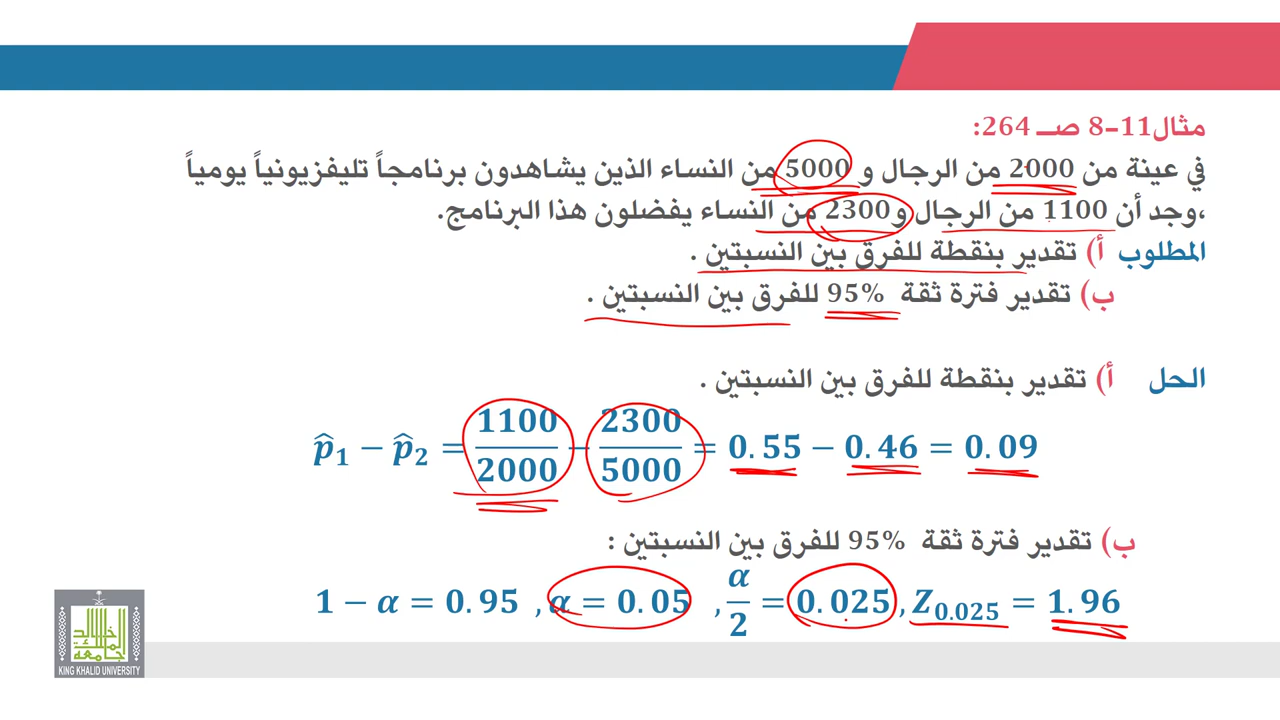 مثال11-8 صـ 264:
في عينة من 2000 من الرجال و 5000 من النساء الذين يشاهدون برنامجاً تليفزيونياً يومياً
،وجد أن 1100 من الرجال و2300 من النساء يفضلون هذا البرنامج.
المطلوب أ) تقدير بنقطة للفرق بين النسبتين .
ب) تقدير فترة ثقة 95% للفرق بين النسبتين .
الحل أ) تقدير بنقطة للفرق بين النسبتين .
p̂₁ − p̂₂ = 1100/2000 − 2300/5000 = 0.55 − 0.46 = 0.09
ب) تقدير فترة ثقة 95% للفرق بين النسبتين :
1 − α = 0.95 , α = 0.05 , α/2 = 0.025 , Z₀.₀₂₅ = 1.96
جامعة الملك خالد
KING KHALID UNIVERSITY